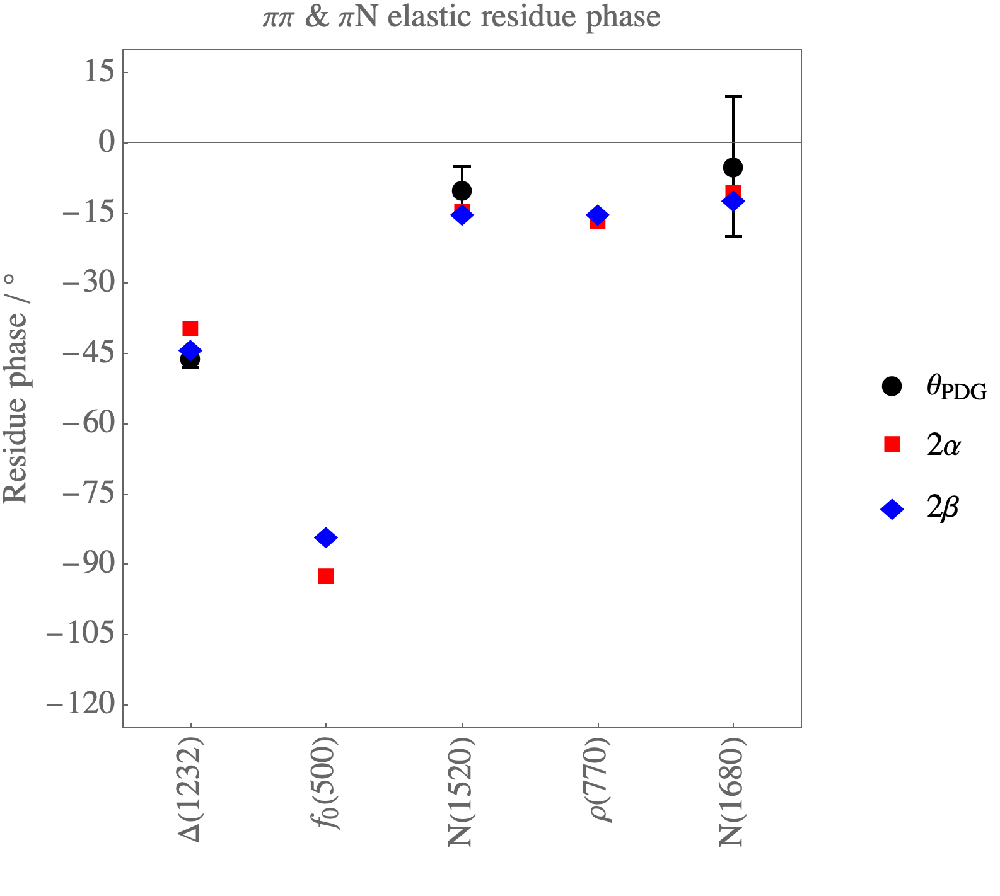 ππ & πN elastic residue phase
Residue phase / °
15
0
−15
−30
−45
−60
−75
−90
−105
−120
Δ(1232)
f₀(500)
N(1520)
ρ(770)
N(1680)
θPDG
2α
2β